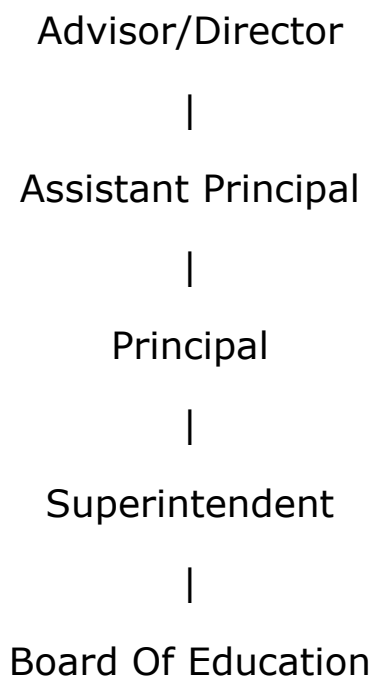 Advisor/Director
|
Assistant Principal
|
Principal
|
Superintendent
|
Board Of Education